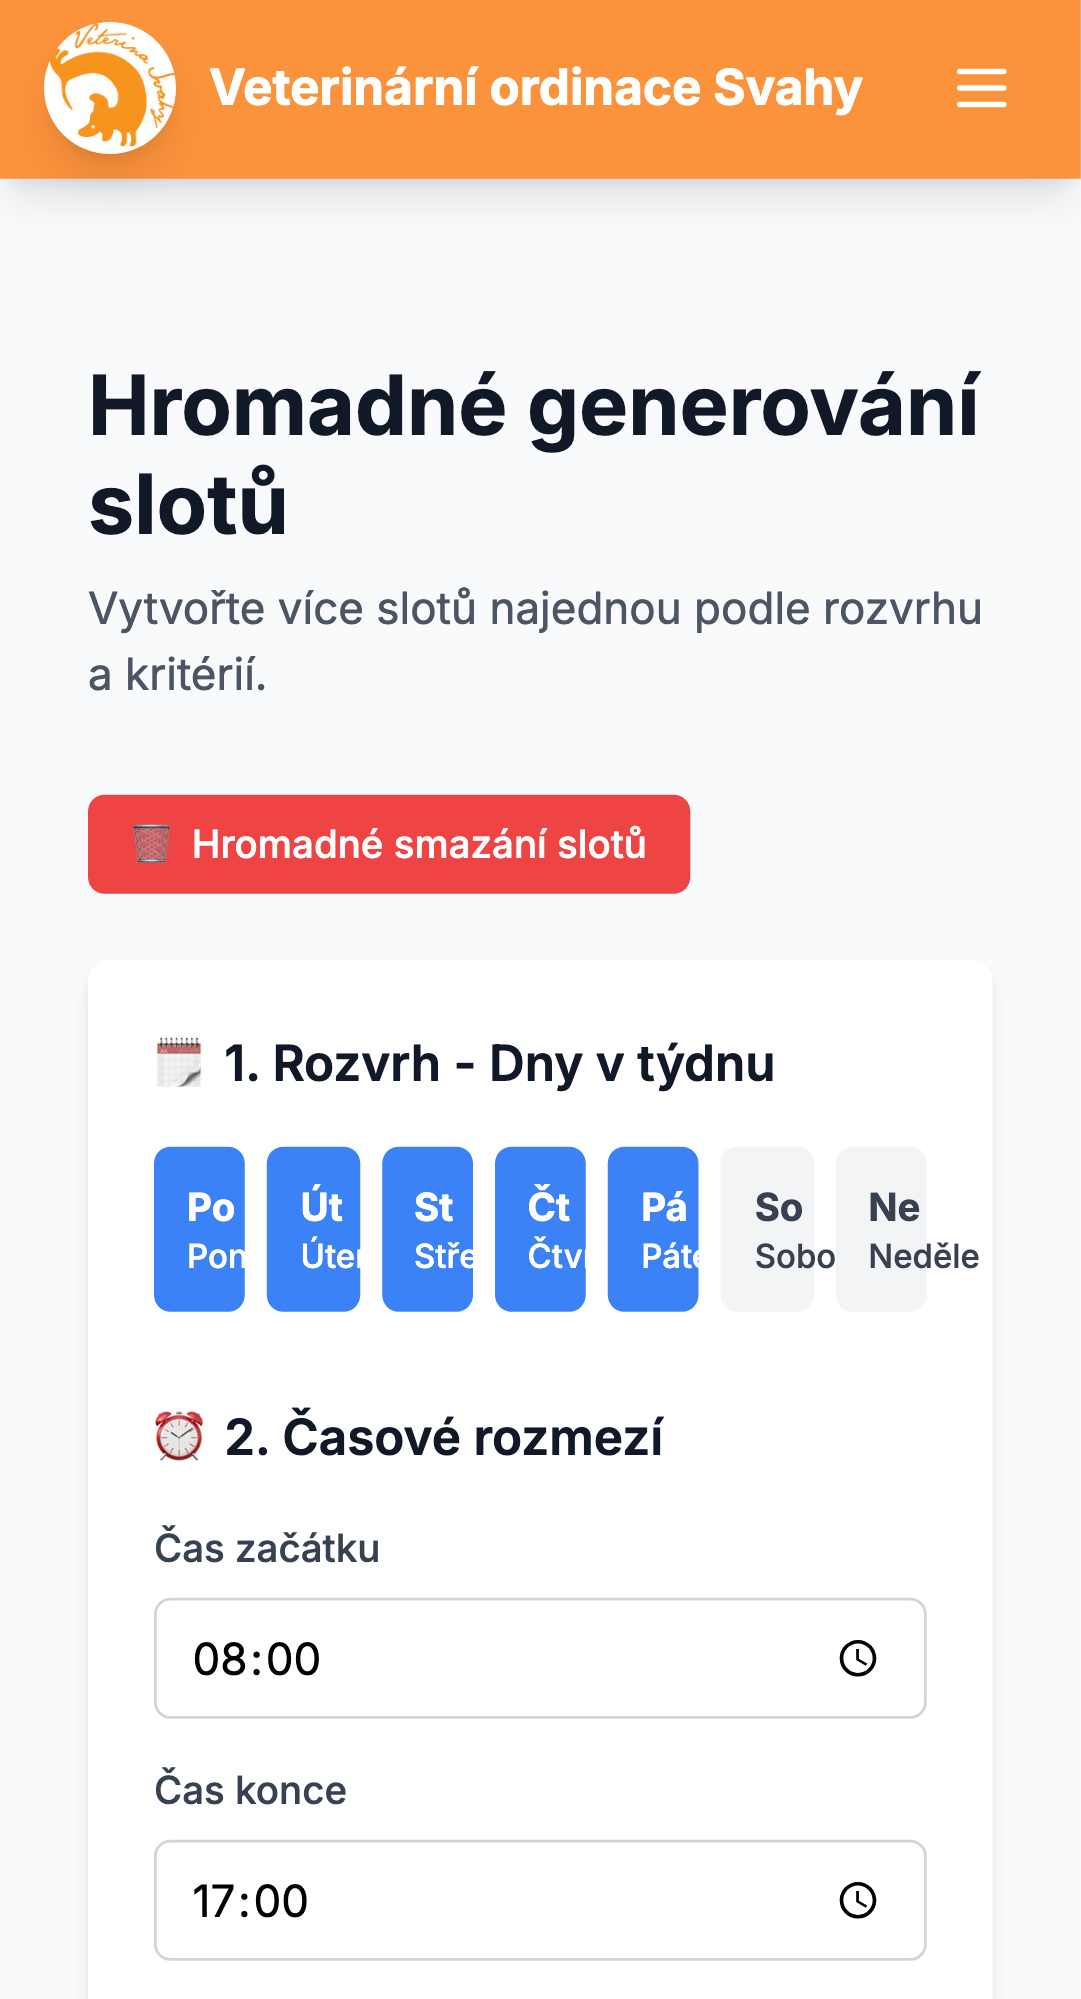 Veterina Svahy
Veterinární ordinace Svahy
Hromadné generování
slotů
Vytvořte více slotů najednou podle rozvrhu
a kritérií.
Hromadné smazání slotů
1. Rozvrh - Dny v týdnu
Po Út St Čt Pá So Ne
Pon Úter Stře Čtvr Páte Sobo Neděle
2. Časové rozmezí
Čas začátku
08:00
Čas konce
17:00